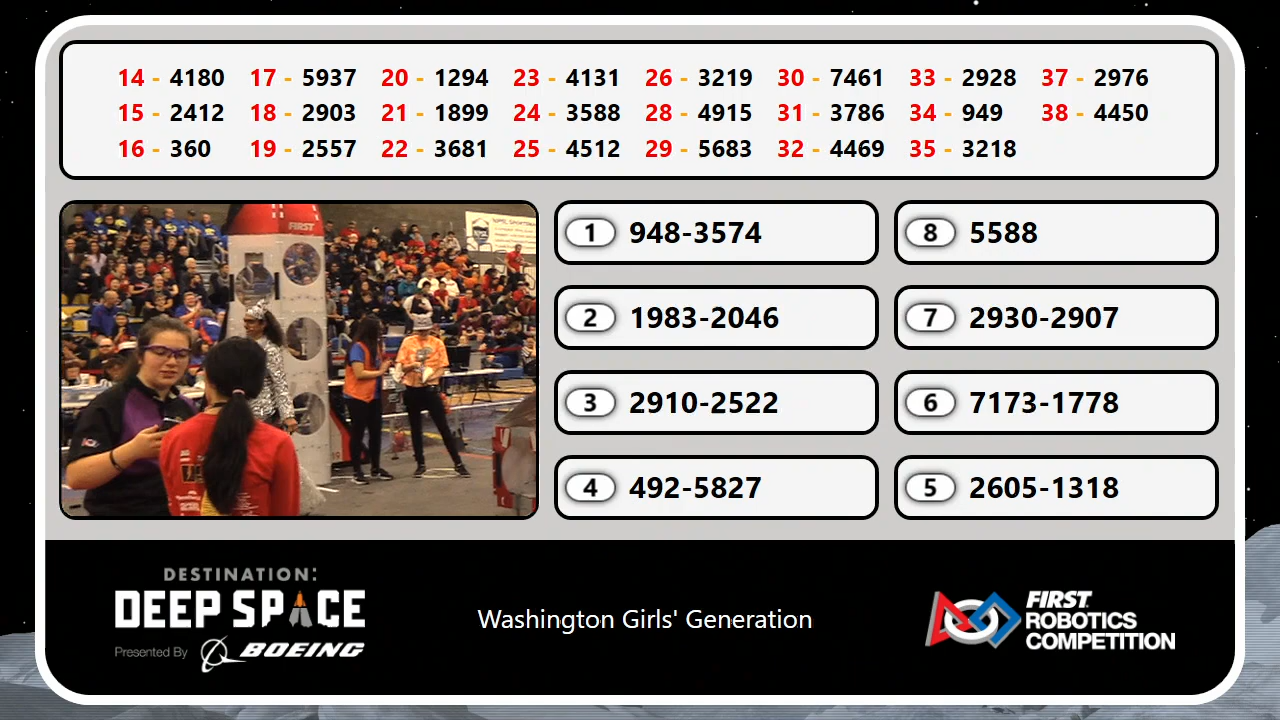 14 - 4180 17 - 5937 20 - 1294 23 - 4131 26 - 3219 30 - 7461 33 - 2928 37 - 2976
15 - 2412 18 - 2903 21 - 1899 24 - 3588 28 - 4915 31 - 3786 34 - 949 38 - 4450
16 - 360 19 - 2557 22 - 3681 25 - 4512 29 - 5683 32 - 4469 35 - 3218
FIRST
1 948-3574
8 5588
2 1983-2046
7 2930-2907
3 2910-2522
6 7173-1778
4 492-5827
5 2605-1318
DESTINATION:
DEEP SPACE
Presented By BOEING
Washington Girls' Generation
FIRST
ROBOTICS
COMPETITION